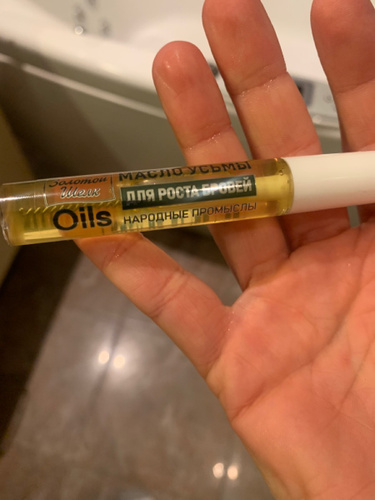 Золотой
Шелк
Oils
МАСЛО УСЬМЫ
ДЛЯ РОСТА БРОВЕЙ
НАРОДНЫЕ ПРОМЫСЛЫ